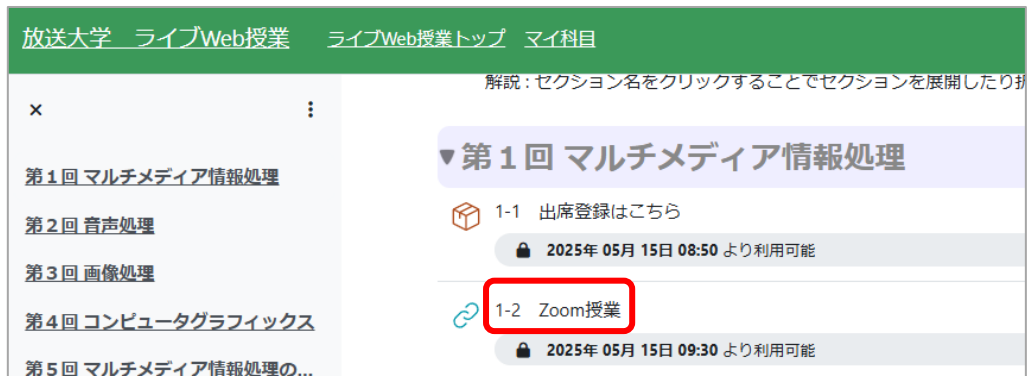 放送大学　ライブWeb授業　ライブWeb授業トップ　マイ科目
解説 : セクション名をクリックすることでセクションを展開したり
×
第1回 マルチメディア情報処理
第2回 音声処理
第3回 画像処理
第4回 コンピュータグラフィックス
第5回 マルチメディア情報処理の...
第1回 マルチメディア情報処理
1-1　出席登録はこちら
2025年 05月 15日 08:50 より利用可能
1-2　Zoom授業
2025年 05月 15日 09:30 より利用可能